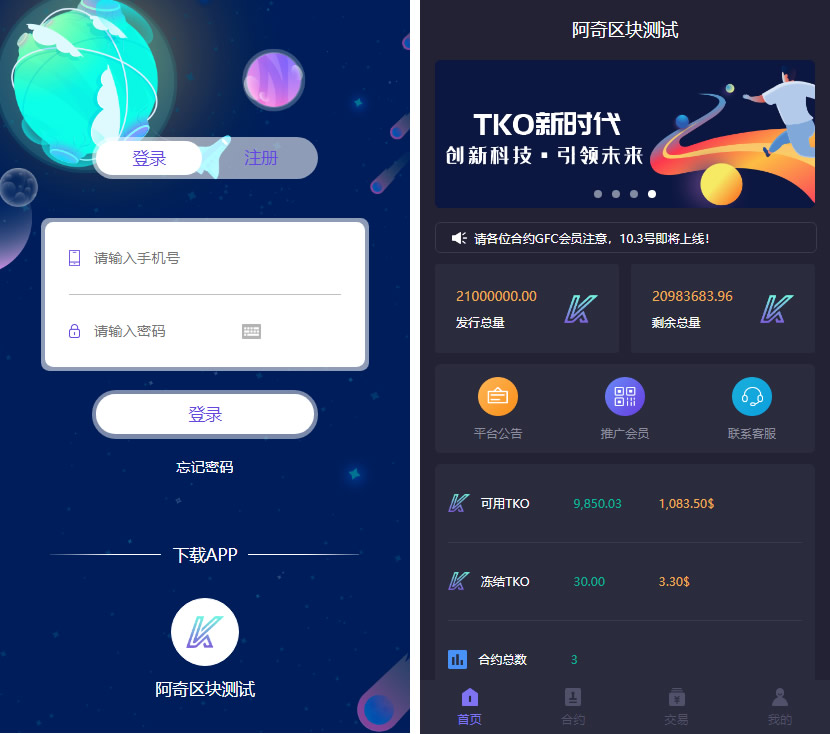 登录
注册
请输入手机号
请输入密码
登录
忘记密码
下载APP
阿奇区块测试
阿奇区块测试
TKO新时代
创新科技·引领未来
请各位合约GFC会员注意，10.3号即将上线！
21000000.00
发行总量
20983683.96
剩余总量
平台公告
推广会员
联系客服
可用TKO 9,850.03 1,083.50$
冻结TKO 30.00 3.30$
合约总数 3
首页
合约
交易
我的